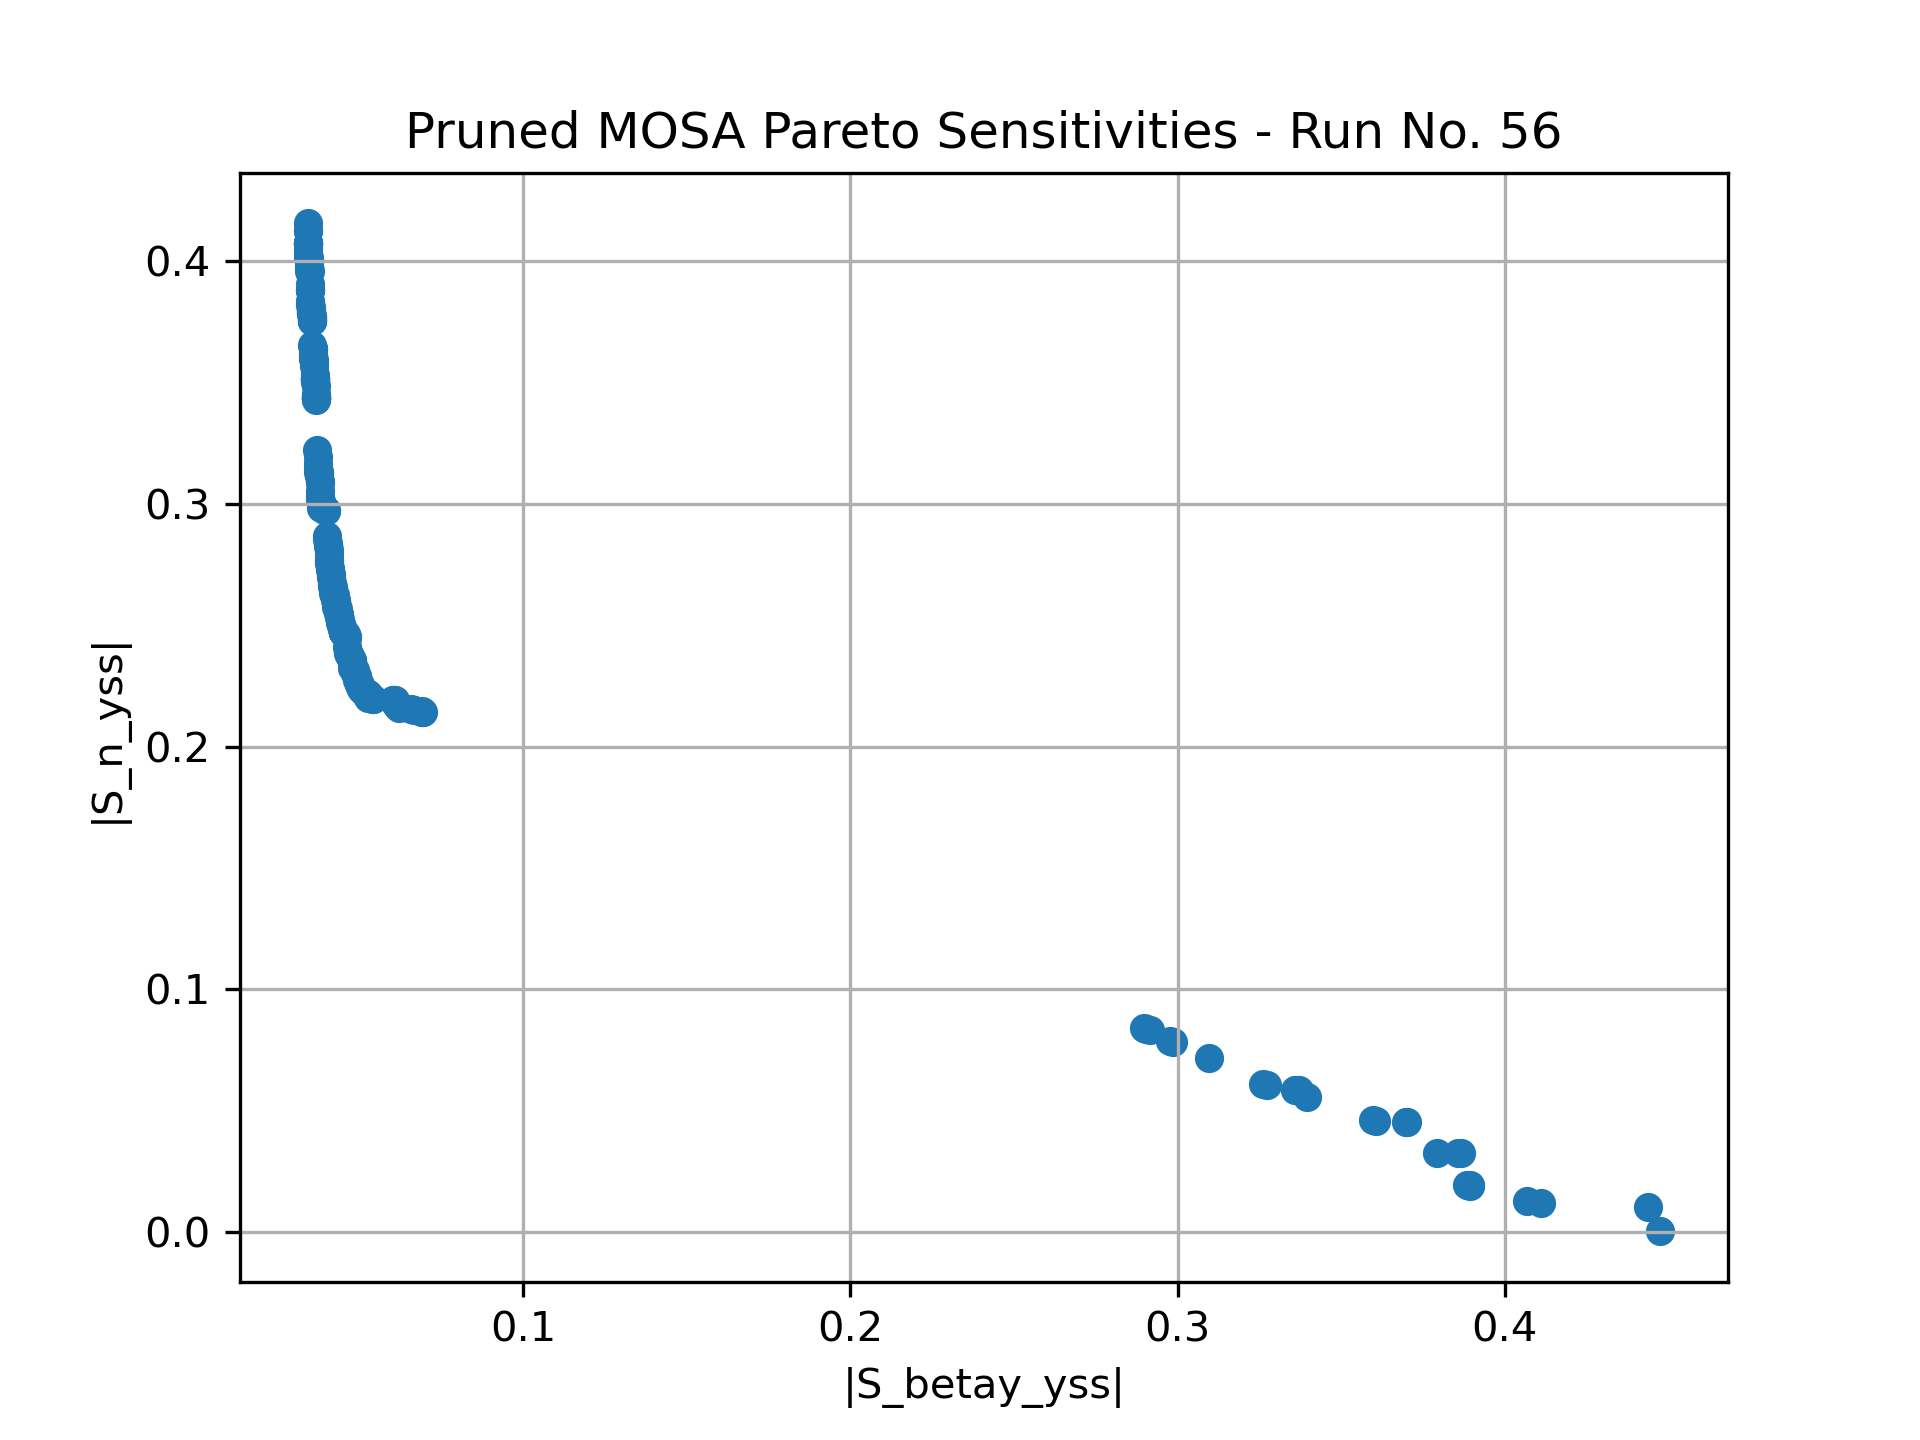 Pruned MOSA Pareto Sensitivities - Run No. 56
|S_n_yss|
0.4
0.3
0.2
0.1
0.0
0.1 0.2 0.3 0.4
|S_betay_yss|